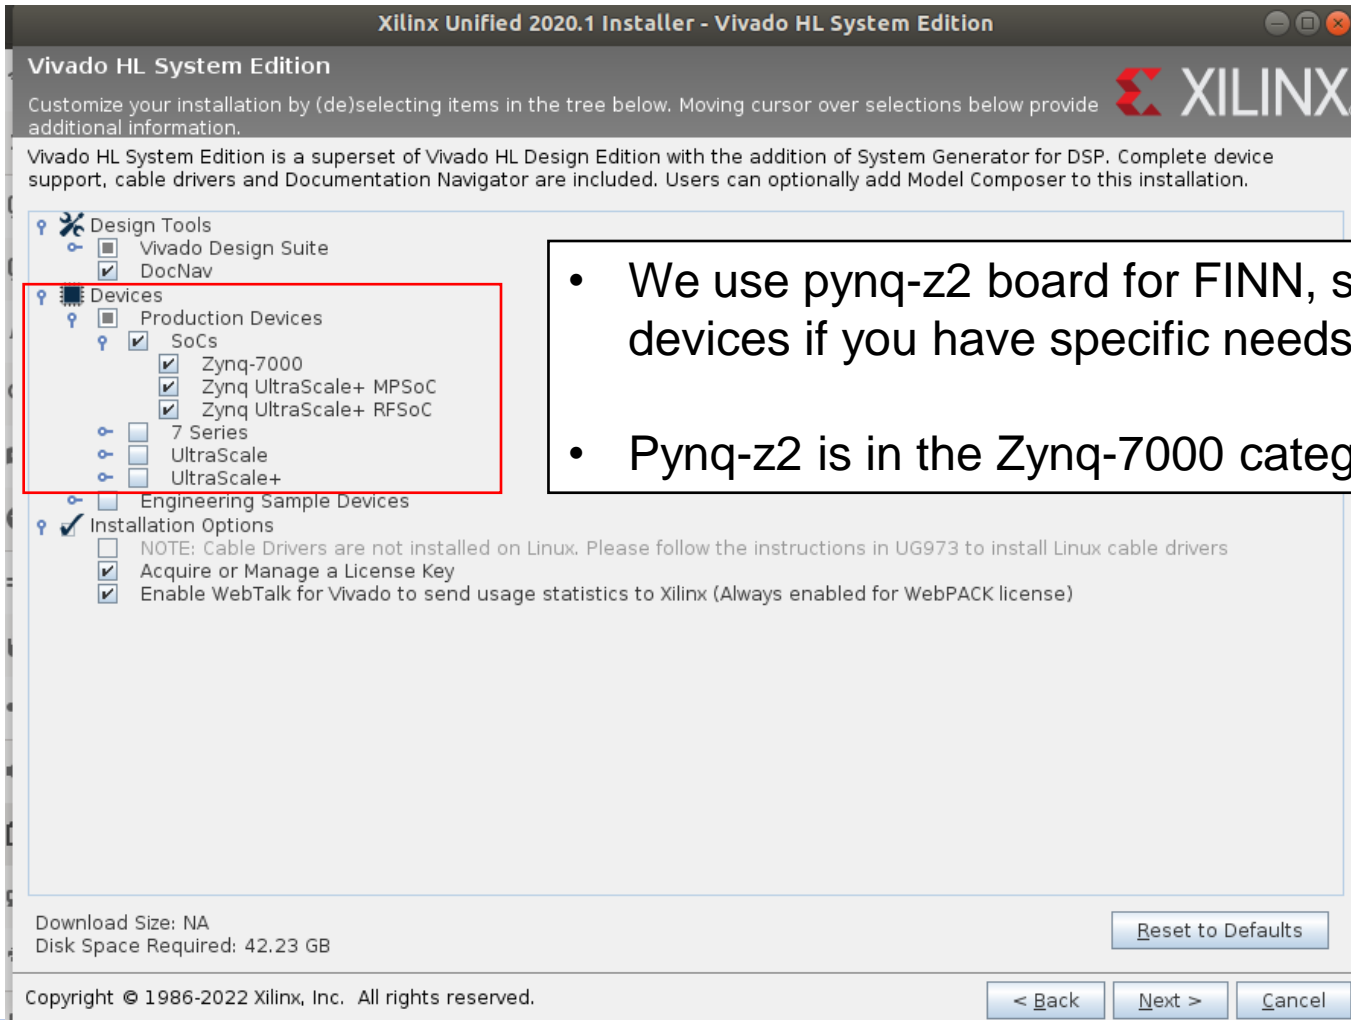 Xilinx Unified 2020.1 Installer - Vivado HL System Edition
Vivado HL System Edition
Customize your installation by (de)selecting items in the tree below. Moving cursor over selections below provide
additional information.
XILINX
Vivado HL System Edition is a superset of Vivado HL Design Edition with the addition of System Generator for DSP. Complete device
support, cable drivers and Documentation Navigator are included. Users can optionally add Model Composer to this installation.
Design Tools
Vivado Design Suite
DocNav
Devices
Production Devices
SoCs
Zynq-7000
Zynq UltraScale+ MPSoC
Zynq UltraScale+ RFSoC
7 Series
UltraScale
UltraScale+
Engineering Sample Devices
• We use pynq-z2 board for FINN, s
devices if you have specific needs
• Pynq-z2 is in the Zynq-7000 categ
Installation Options
NOTE: Cable Drivers are not installed on Linux. Please follow the instructions in UG973 to install Linux cable drivers
Acquire or Manage a License Key
Enable WebTalk for Vivado to send usage statistics to Xilinx (Always enabled for WebPACK license)
Download Size: NA
Disk Space Required: 42.23 GB
Reset to Defaults
Copyright © 1986-2022 Xilinx, Inc. All rights reserved.
< Back
Next >
Cancel